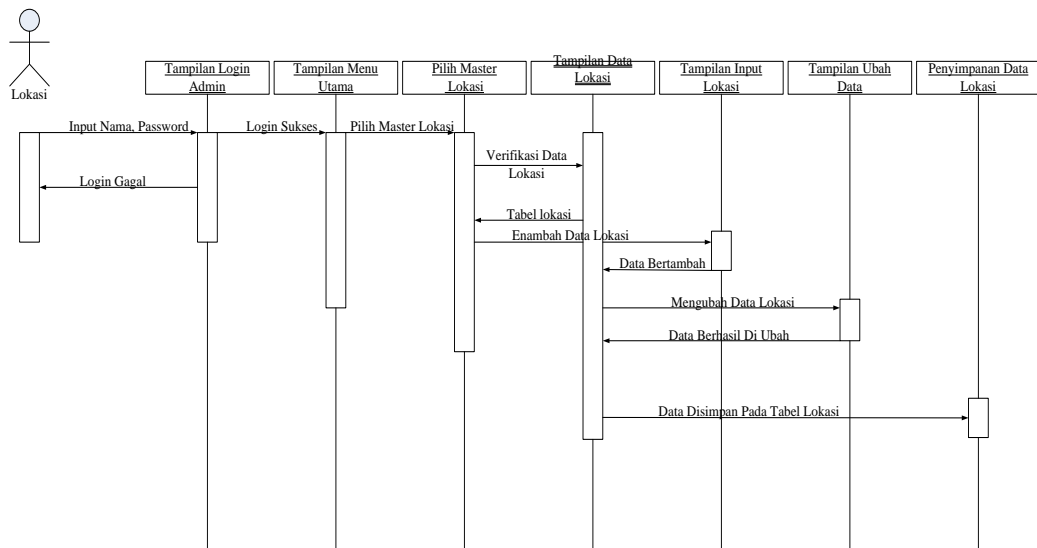 Lokasi
Tampilan Login
Admin
Tampilan Menu
Utama
Pilih Master
Lokasi
Tampilan Data
Lokasi
Tampilan Input
Lokasi
Tampilan Ubah
Data
Penyimpanan Data
Lokasi
Input Nama, Password
Login Sukses
Pilih Master Lokasi
Verifikasi Data
Lokasi
Login Gagal
Tabel lokasi
Enambah Data Lokasi
Data Bertambah
Mengubah Data Lokasi
Data Berhasil Di Ubah
Data Disimpan Pada Tabel Lokasi